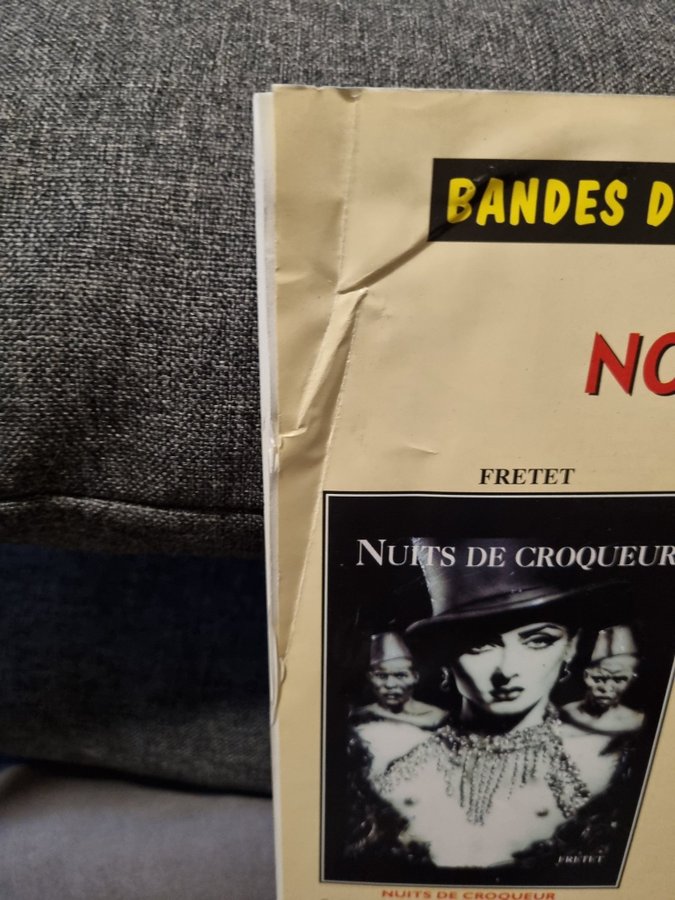 BANDES D
NO
FRETET
NUITS DE CROQUEUR
FRETET
NUITS DE CROQUEUR